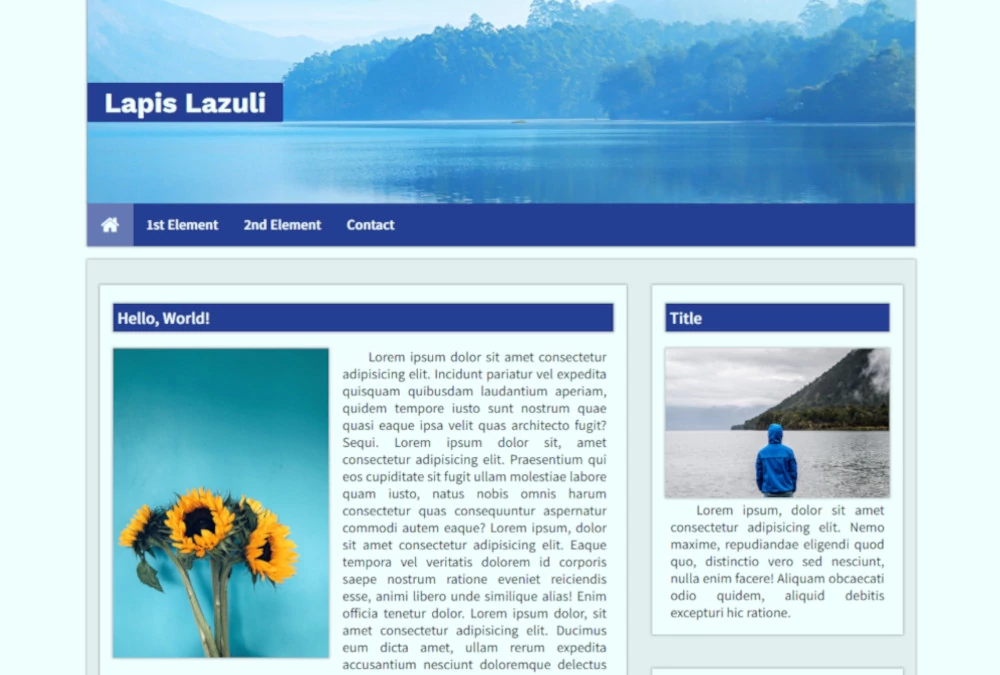 Lapis Lazuli
1st Element
2nd Element
Contact
Hello, World!
Lorem ipsum dolor sit amet consectetur
adipisicing elit. Incidunt pariatur vel expedita
quisquam quibusdam laudantium aperiam,
quidem tempore iusto sunt nostrum quae
quasi eaque ipsa velit quas architecto fugit?
Sequi. Lorem ipsum dolor sit, amet
consectetur adipisicing elit. Praesentium qui
eos cupiditate sit fugit ullam molestiae labore
quam iusto, natus nobis omnis harum
consectetur quas consequuntur aspernatur
commodi autem eaque? Lorem ipsum, dolor
sit amet consectetur adipisicing elit. Eaque
tempora vel veritatis dolorem id corporis
saepe nostrum ratione eveniet reiciendis
esse, animi libero unde similique alias! Enim
officia tenetur dolor. Lorem ipsum dolor, sit
amet consectetur adipisicing elit. Ducimus
eum dicta amet, ullam rerum expedita
accusantium nesciunt doloremque delectus
Title
Lorem ipsum, dolor sit amet
consectetur adipisicing elit. Nemo
maxime, repudiandae eligendi quod
quo, distinctio vero sed nesciunt,
nulla enim facere! Aliquam obcaecati
odio quidem, aliquid debitis
excepturi hic ratione.